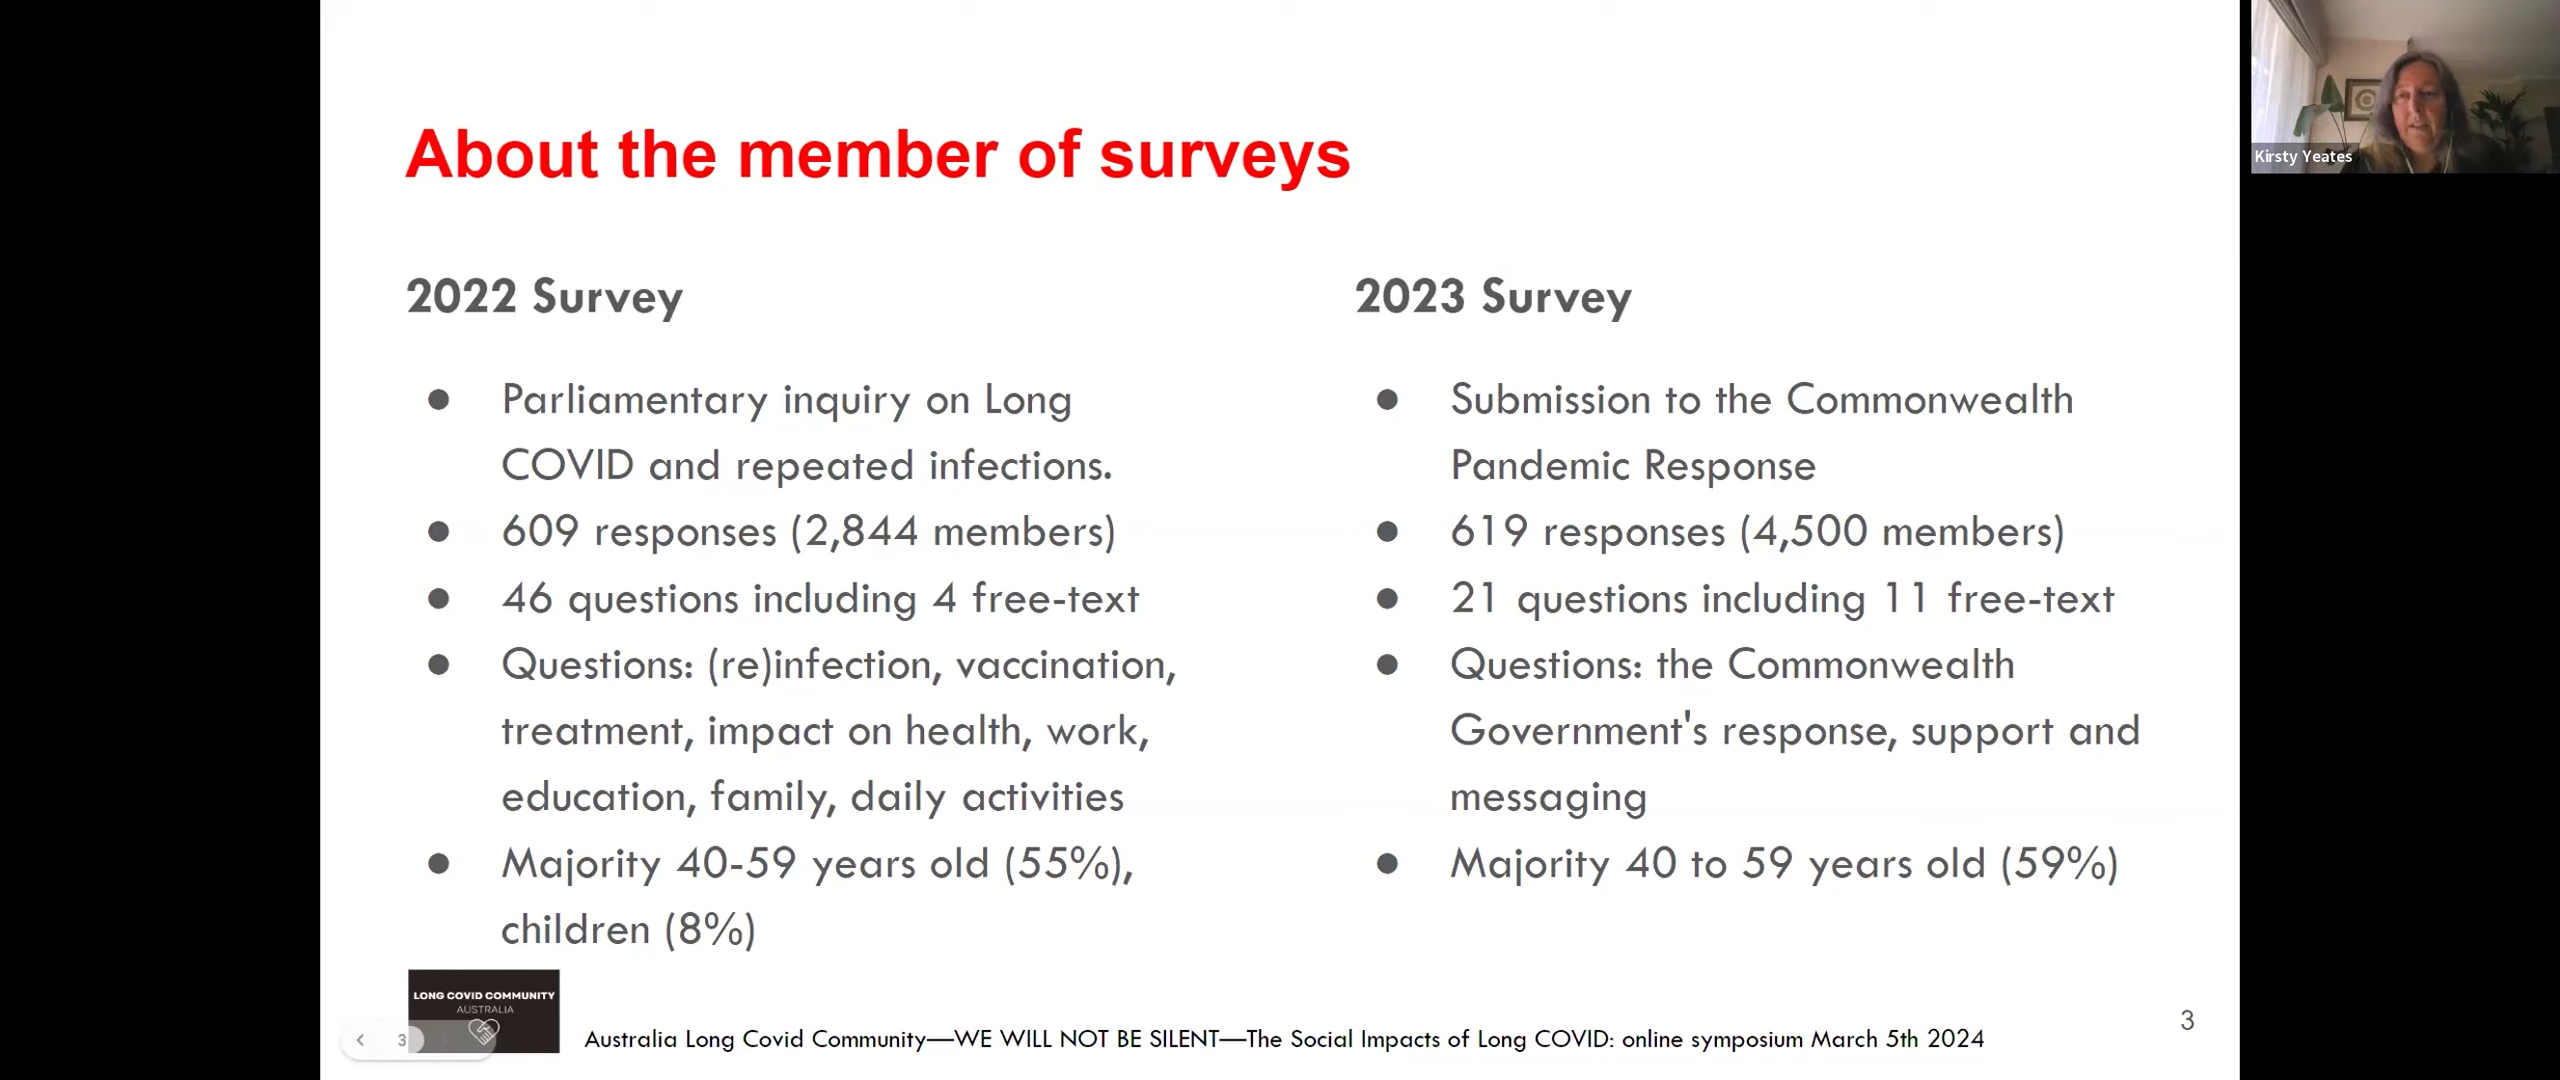 About the member of surveys
2022 Survey
● Parliamentary inquiry on Long
COVID and repeated infections.
● 609 responses (2,844 members)
● 46 questions including 4 free-text
● Questions: (re)infection, vaccination,
treatment, impact on health, work,
education, family, daily activities
● Majority 40-59 years old (55%),
children (8%)
2023 Survey
● Submission to the Commonwealth
Pandemic Response
● 619 responses (4,500 members)
● 21 questions including 11 free-text
● Questions: the Commonwealth
Government's response, support and
messaging
● Majority 40 to 59 years old (59%)
LONG COVID COMMUNITY
AUSTRALIA
3
Australia Long Covid Community—WE WILL NOT BE SILENT—The Social Impacts of Long COVID: online symposium March 5th 2024
3
Kirsty Yeates